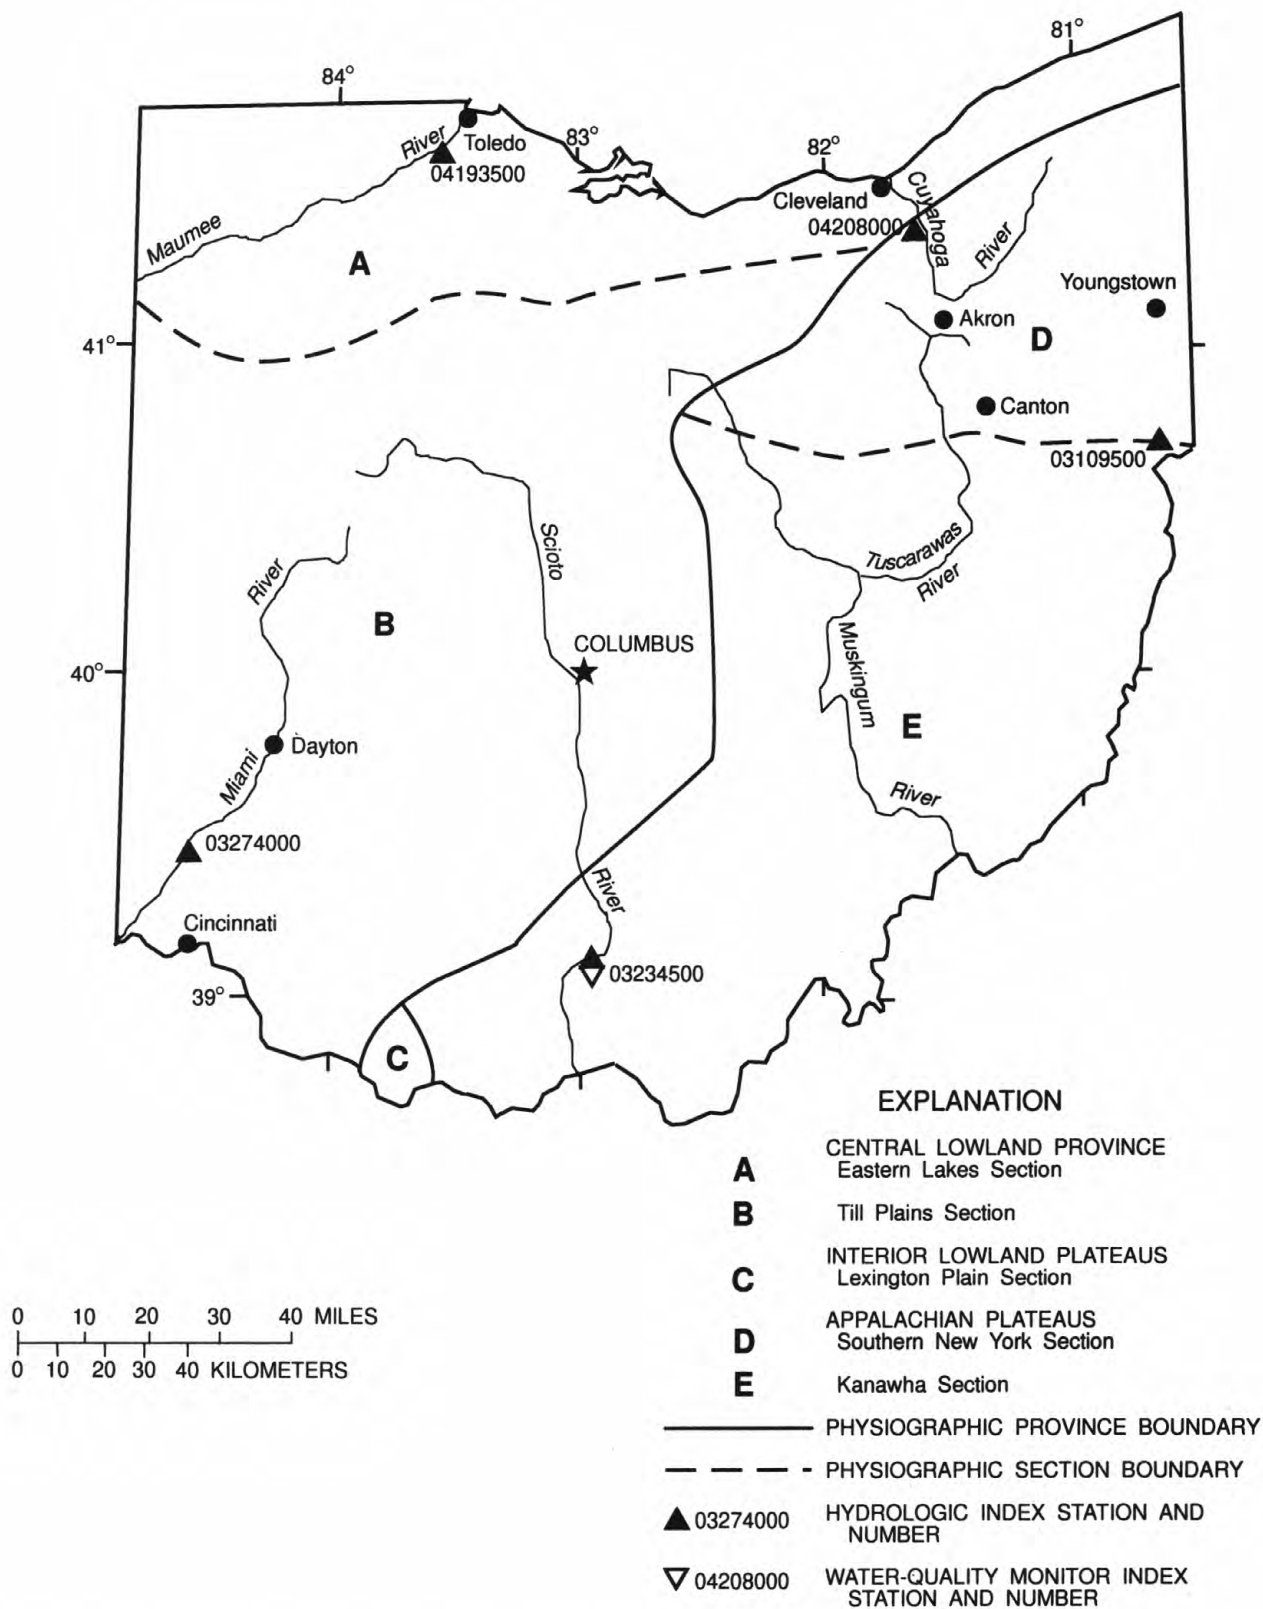 81°
84°
83°
82°
River
Toledo
04193500
Maumee
A
Cleveland
04208000
Cuyahoga
River
Youngstown
Akron
D
41°
Canton
03109500
Scioto
River
Tuscarawas
River
B
COLUMBUS
Muskingum
40°
E
Dayton
Miami
River
03274000
River
Cincinnati
03234500
39°
C
EXPLANATION
CENTRAL LOWLAND PROVINCE
A Eastern Lakes Section
B Till Plains Section
INTERIOR LOWLAND PLATEAUS
C Lexington Plain Section
APPALACHIAN PLATEAUS
D Southern New York Section
E Kanawha Section
PHYSIOGRAPHIC PROVINCE BOUNDARY
PHYSIOGRAPHIC SECTION BOUNDARY
03274000 HYDROLOGIC INDEX STATION AND
NUMBER
04208000 WATER-QUALITY MONITOR INDEX
STATION AND NUMBER
0 10 20 30 40 MILES
0 10 20 30 40 KILOMETERS